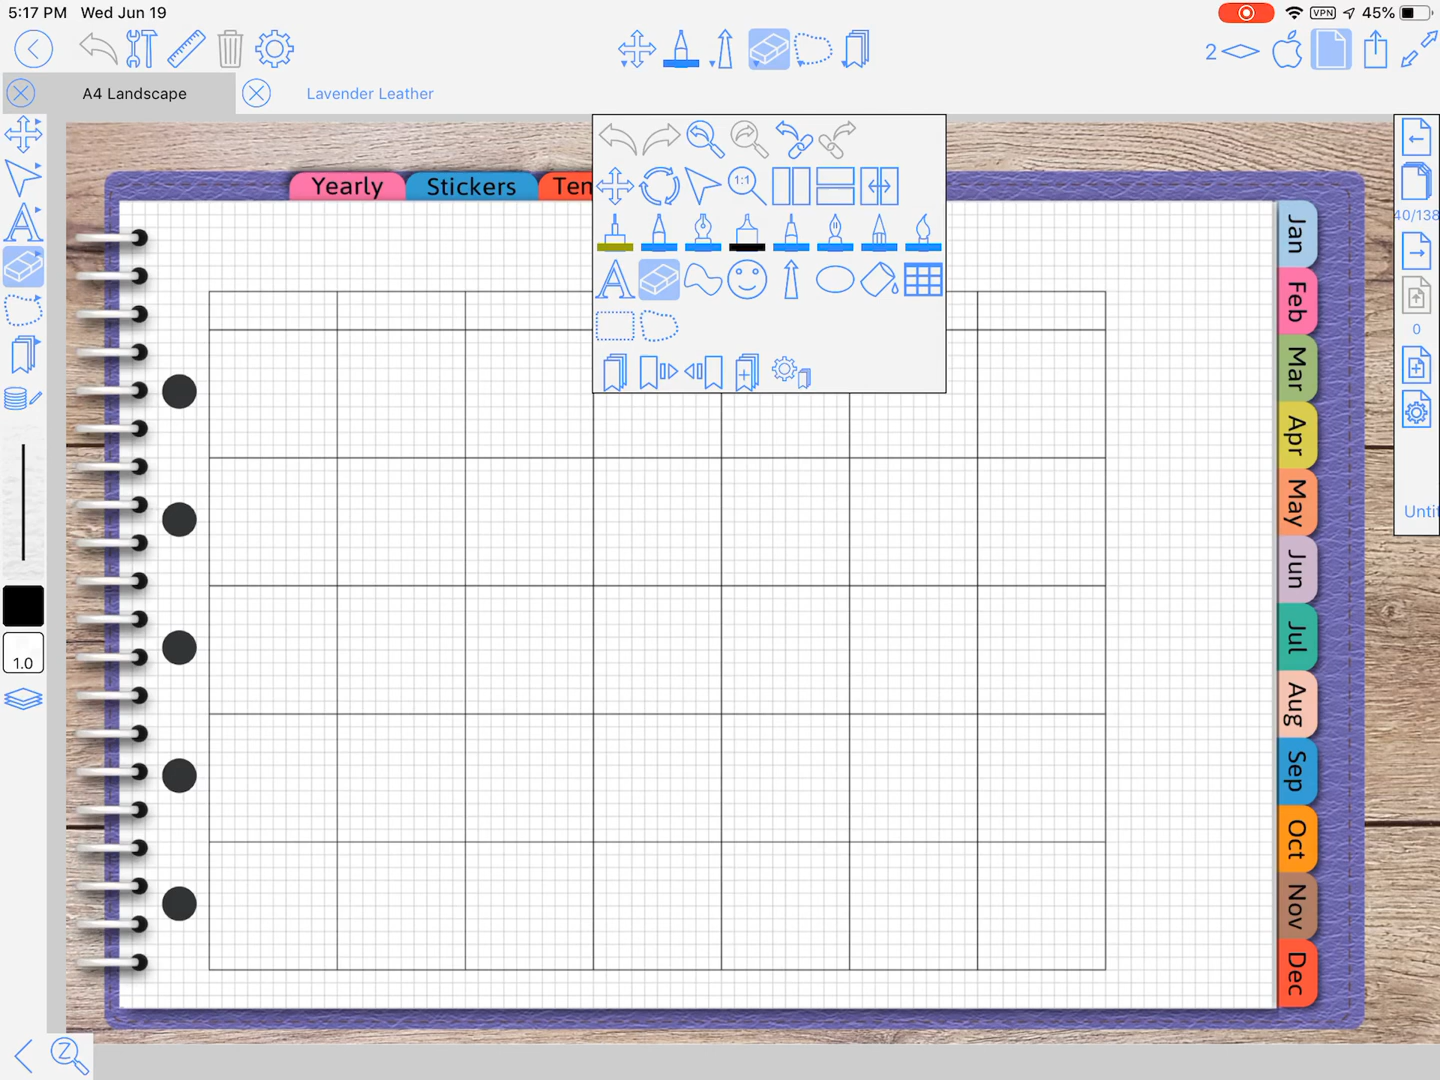 5:17 PM Wed Jun 19
VPN
45%
2
A4 Landscape
Lavender Leather
Yearly
Stickers
Ten
1:1
A
A
40/138
0
Unti
1.0
Jan
Feb
Mar
Apr
May
Jun
Jul
Aug
Sep
Oct
Nov
Dec
Z